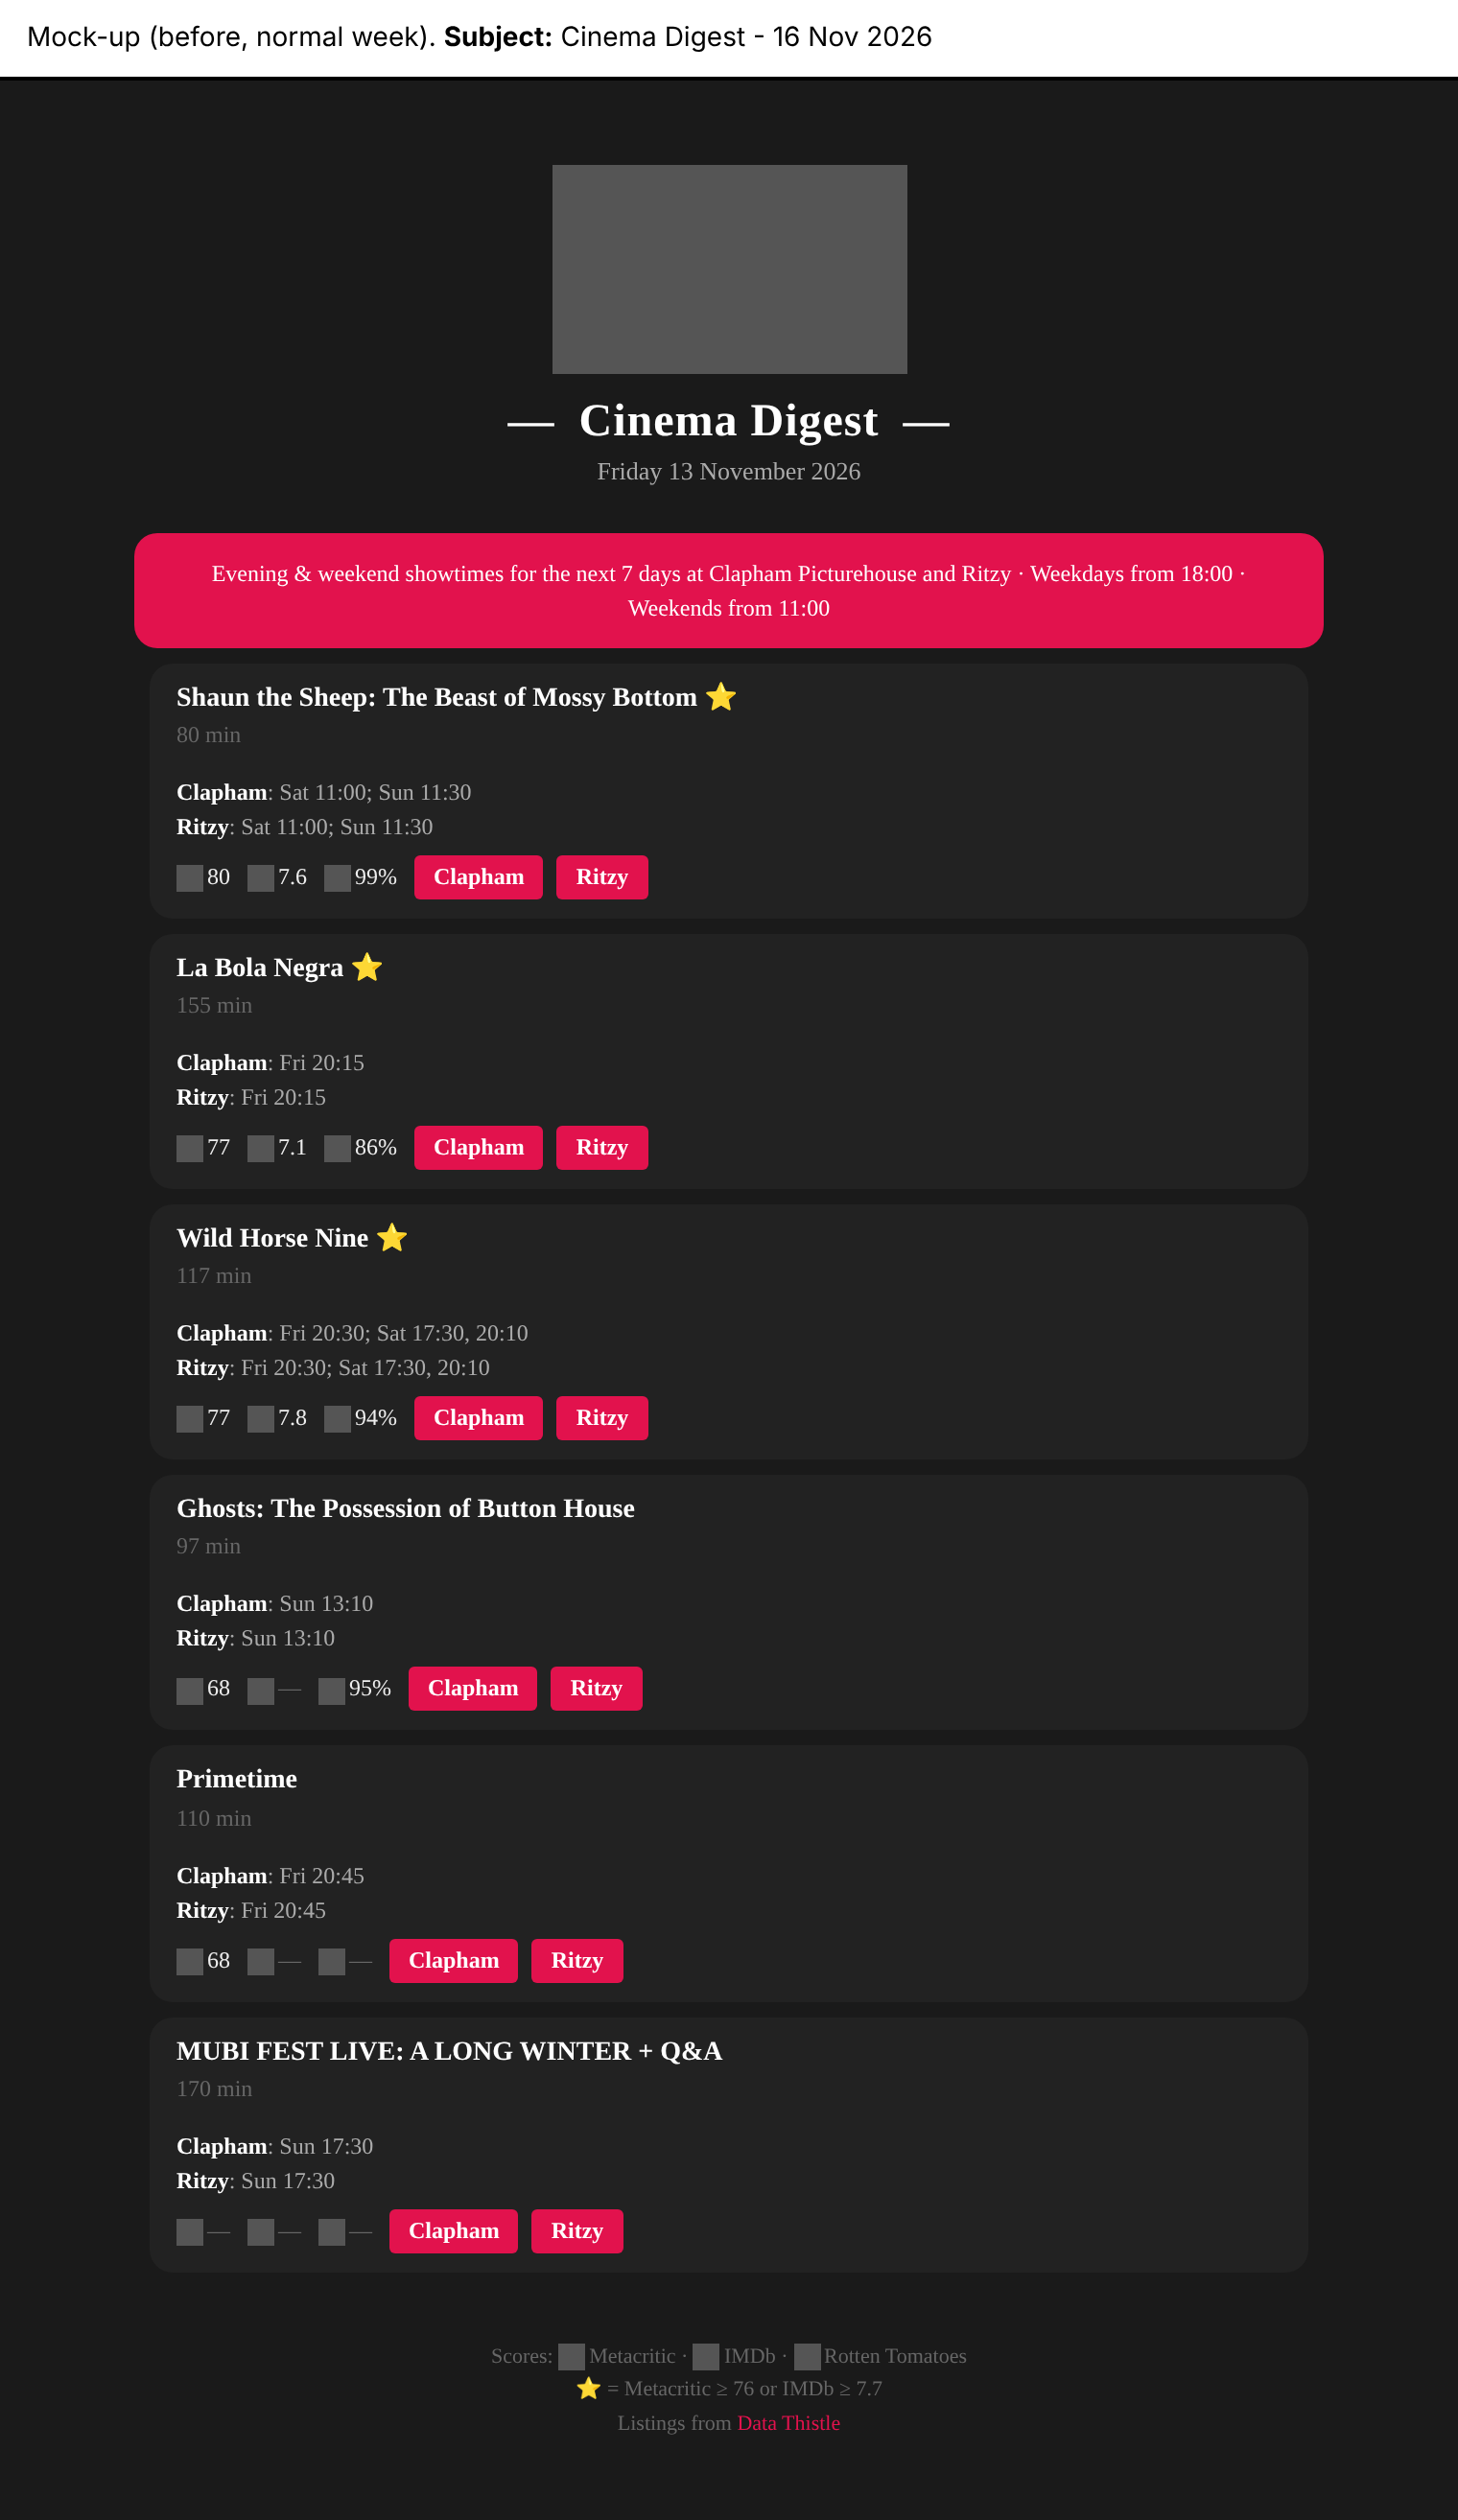 Mock-up (before, normal week). Subject: Cinema Digest - 16 Nov 2026
— Cinema Digest —
Friday 13 November 2026
Evening & weekend showtimes for the next 7 days at Clapham Picturehouse and Ritzy · Weekdays from 18:00 ·
Weekends from 11:00
Shaun the Sheep: The Beast of Mossy Bottom ⭐
80 min
Clapham: Sat 11:00; Sun 11:30
Ritzy: Sat 11:00; Sun 11:30
80 7.6 99% Clapham Ritzy
La Bola Negra ⭐
155 min
Clapham: Fri 20:15
Ritzy: Fri 20:15
77 7.1 86% Clapham Ritzy
Wild Horse Nine ⭐
117 min
Clapham: Fri 20:30; Sat 17:30, 20:10
Ritzy: Fri 20:30; Sat 17:30, 20:10
77 7.8 94% Clapham Ritzy
Ghosts: The Possession of Button House
97 min
Clapham: Sun 13:10
Ritzy: Sun 13:10
68 — 95% Clapham Ritzy
Primetime
110 min
Clapham: Fri 20:45
Ritzy: Fri 20:45
68 — — Clapham Ritzy
MUBI FEST LIVE: A LONG WINTER + Q&A
170 min
Clapham: Sun 17:30
Ritzy: Sun 17:30
— — — Clapham Ritzy
Scores: Metacritic · IMDb · Rotten Tomatoes
⭐ = Metacritic ≥ 76 or IMDb ≥ 7.7
Listings from Data Thistle